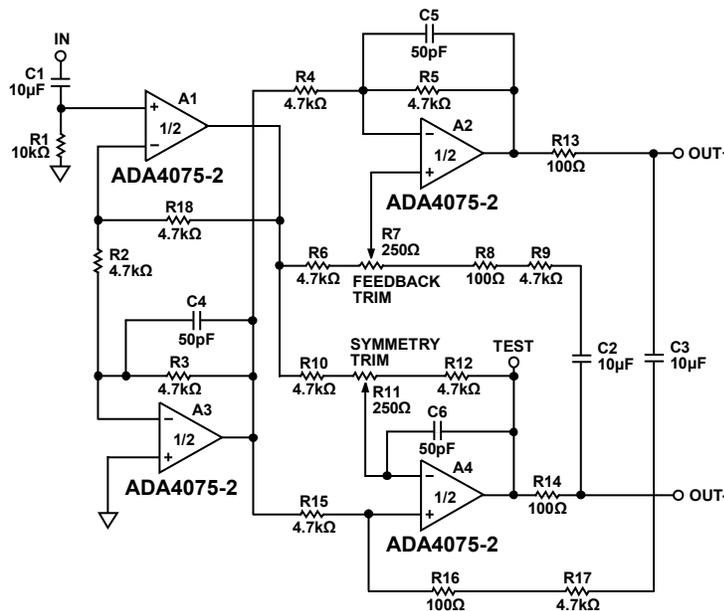 C5
50pF
IN
C1
10µF
R4
4.7kΩ
R5
4.7kΩ
A1
+
1/2
–
ADA4075-2
R1
10kΩ
A2
–
1/2
+
ADA4075-2
R13
100Ω
OUT-
R18
4.7kΩ
R2
4.7kΩ
R7
250Ω
R6
4.7kΩ
FEEDBACK
TRIM
R8
100Ω
R9
4.7kΩ
C4
50pF
SYMMETRY
TRIM
TEST
C2
10µF
C3
10µF
R3
4.7kΩ
R10
4.7kΩ
R11
250Ω
R12
4.7kΩ
A3
–
1/2
+
ADA4075-2
C6
50pF
A4
–
1/2
+
ADA4075-2
R15
4.7kΩ
R14
100Ω
OUT-
R16
100Ω
R17
4.7kΩ